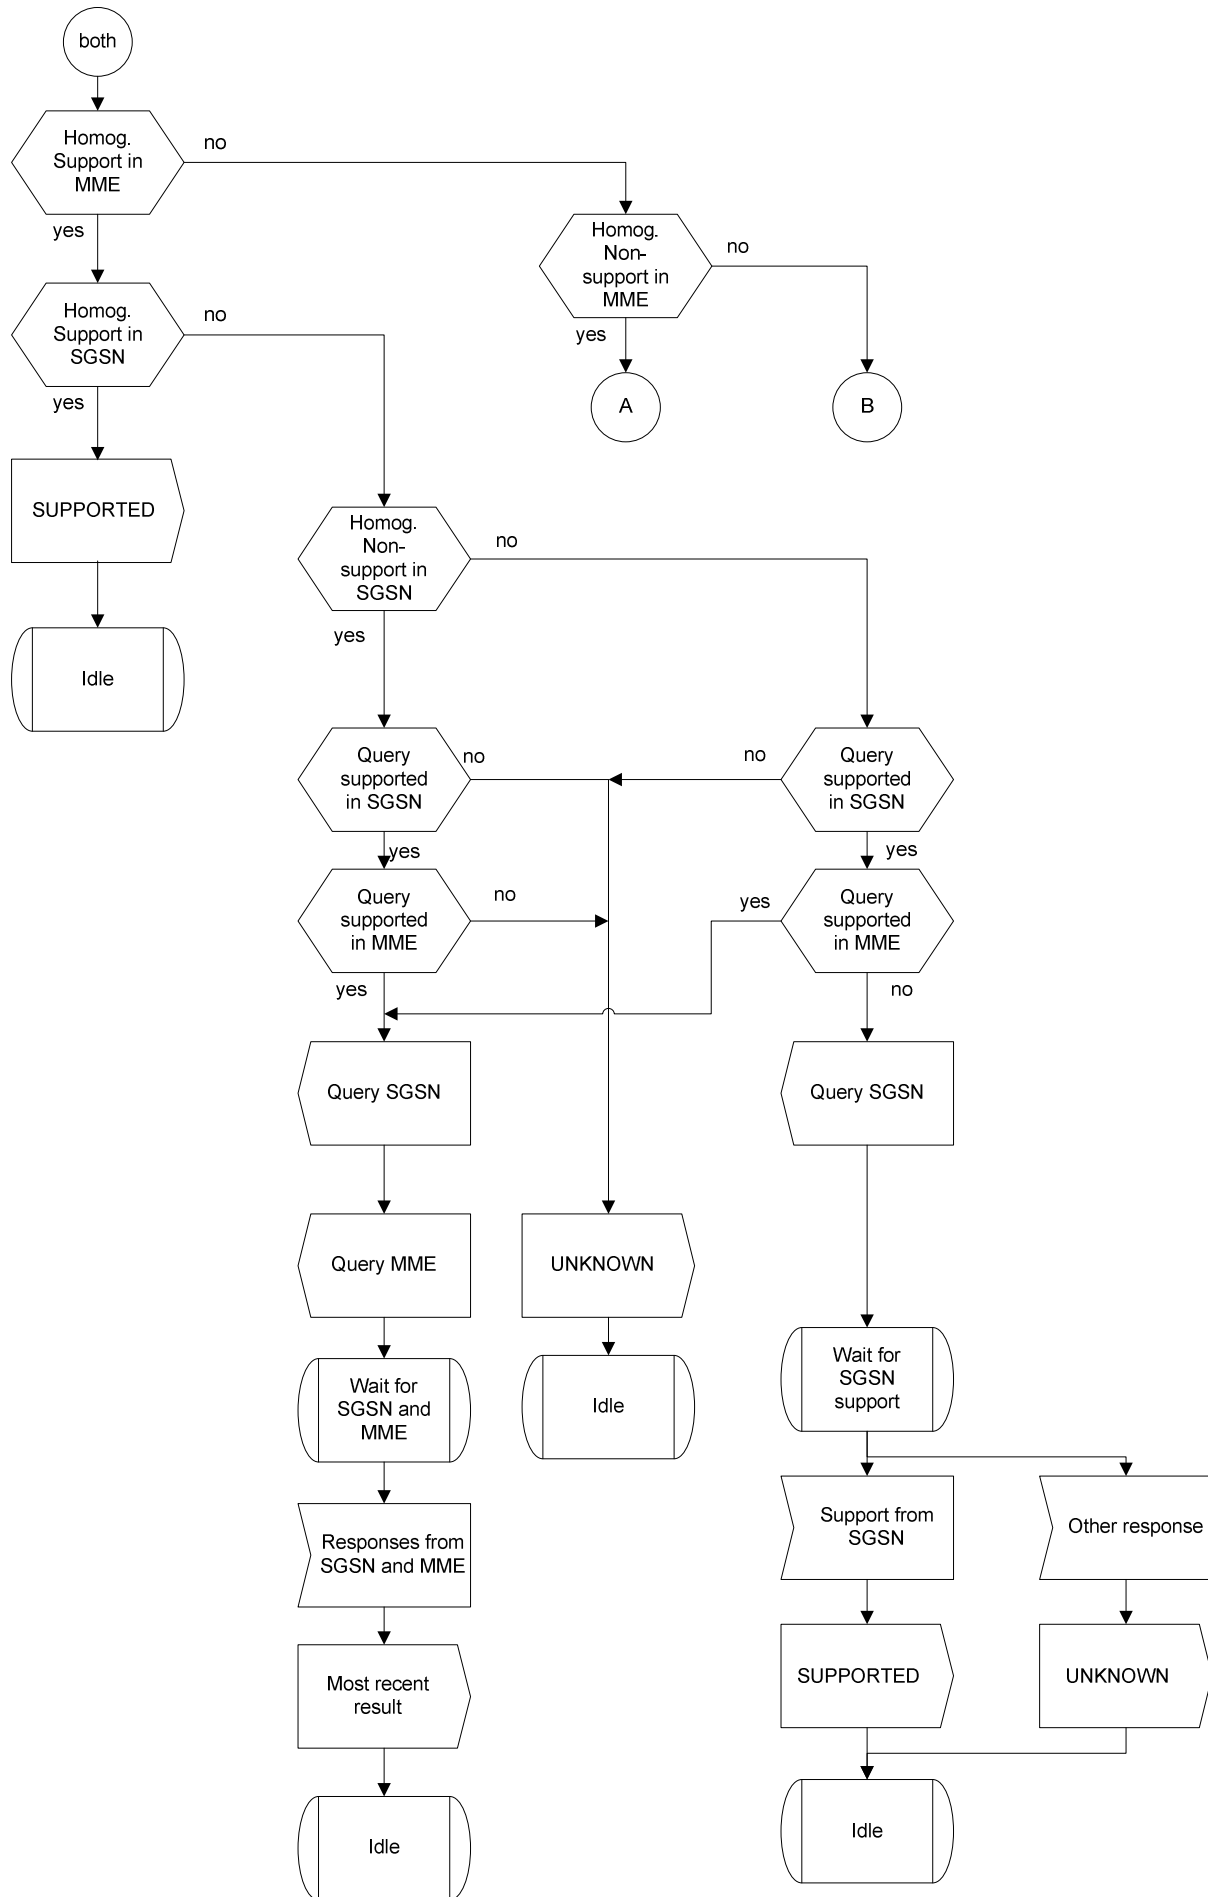 both
Homog.
Support in
MME
no
yes
Homog.
Non-
support in
MME
no
yes
Homog.
Support in
SGSN
no
yes
A
B
SUPPORTED
Homog.
Non-
support in
SGSN
no
yes
Idle
Query
supported
in SGSN
no
yes
no
Query
supported
in SGSN
yes
Query
supported
in MME
no
yes
yes
Query
supported
in MME
no
Query SGSN
Query SGSN
Query MME
UNKNOWN
Wait for
SGSN and
MME
Idle
Wait for
SGSN
support
Responses from
SGSN and MME
Support from
SGSN
Other response
Most recent
result
SUPPORTED
UNKNOWN
Idle
Idle